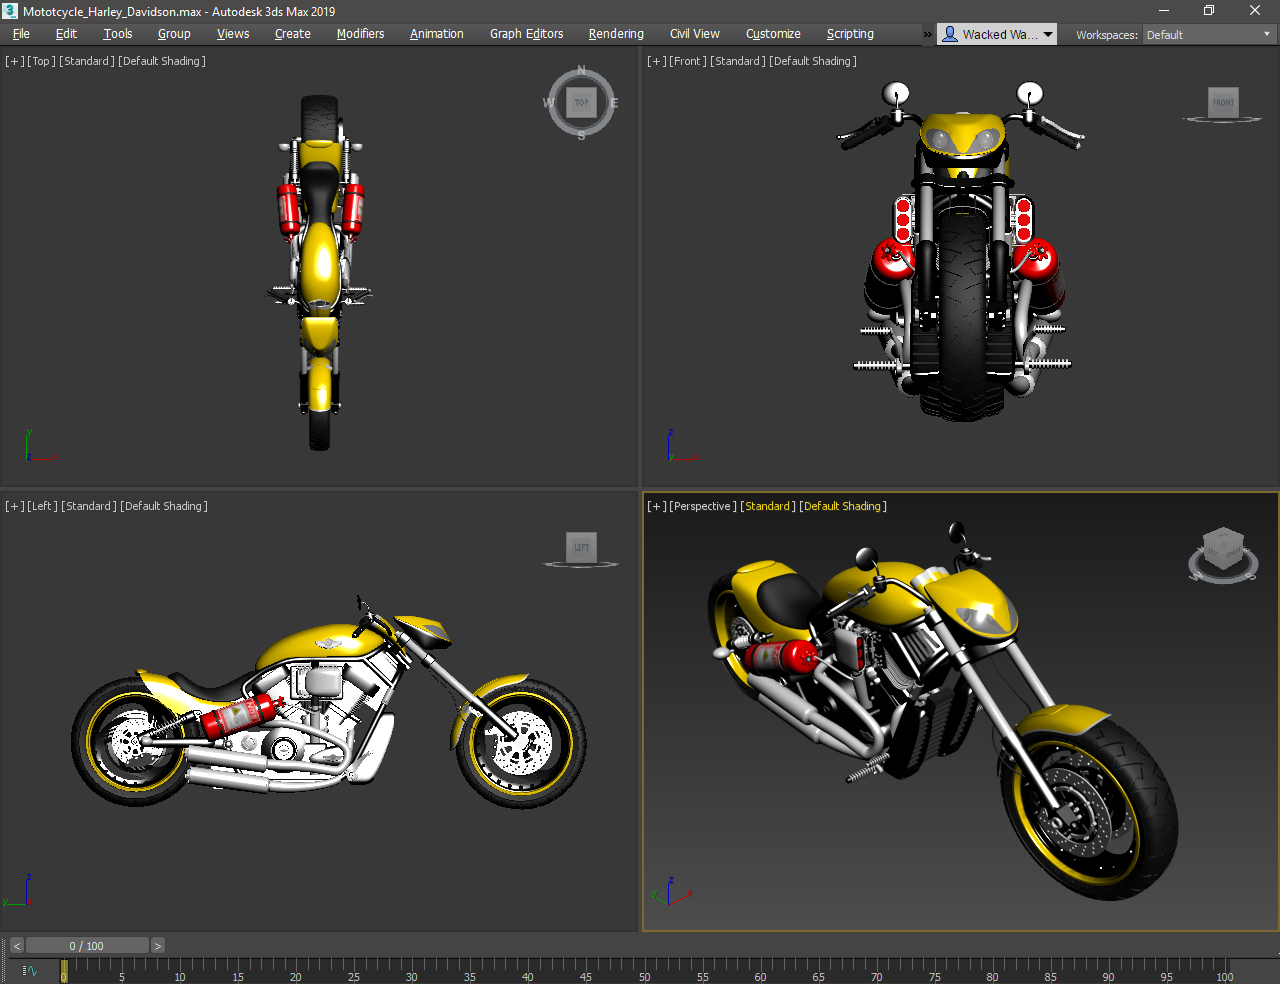 Mototcycle_Harley_Davidson.max - Autodesk 3ds Max 2019
File Edit Tools Group Views Create Modifiers Animation Graph Editors Rendering Civil View Customize Scripting » Wacked Wa... Workspaces: Default
[+] [Top] [Standard] [Default Shading]
N
W TOP E
S
y
z
x
[+] [Front] [Standard] [Default Shading]
FRONT
z
y
x
[+] [Left] [Standard] [Default Shading]
LEFT
z
y
[+] [Perspective] [Standard] [Default Shading]
z
y
x
< 0 / 100 >
0 5 10 15 20 25 30 35 40 45 50 55 60 65 70 75 80 85 90 95 100